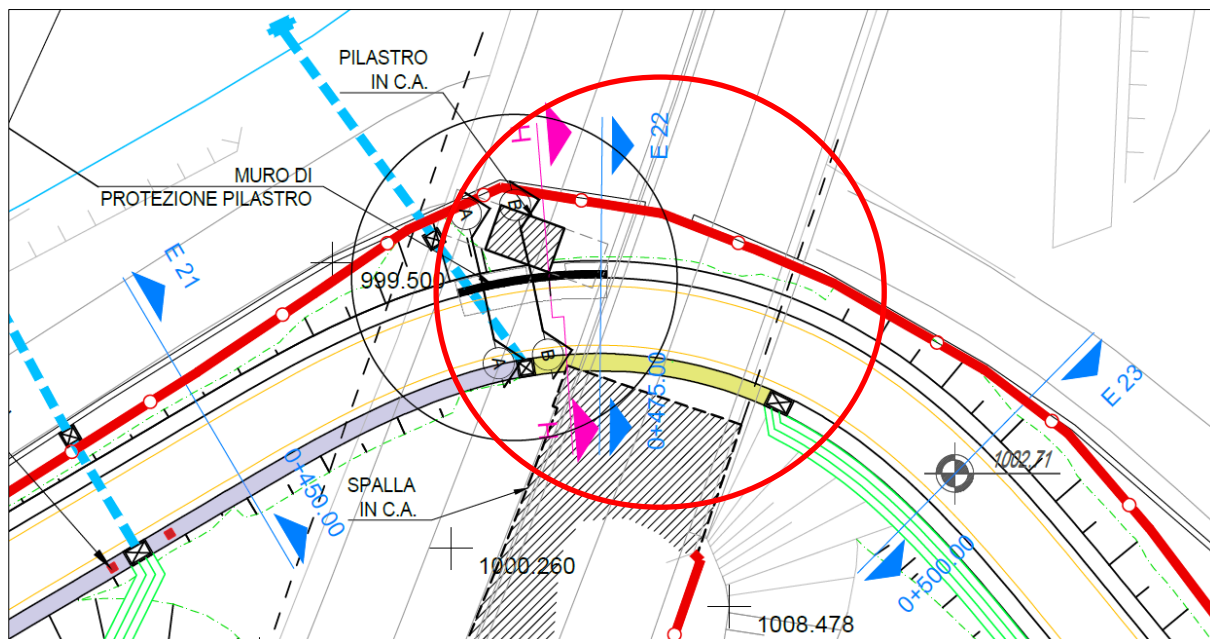 PILASTRO
IN C.A.
H
E 22
MURO DI
PROTEZIONE PILASTRO
A
B
E 21
999.500
A
B
0+475.00
E 23
H
1002.71
0+450.00
SPALLA
IN C.A.
1000.260
0+500.00
1008.478